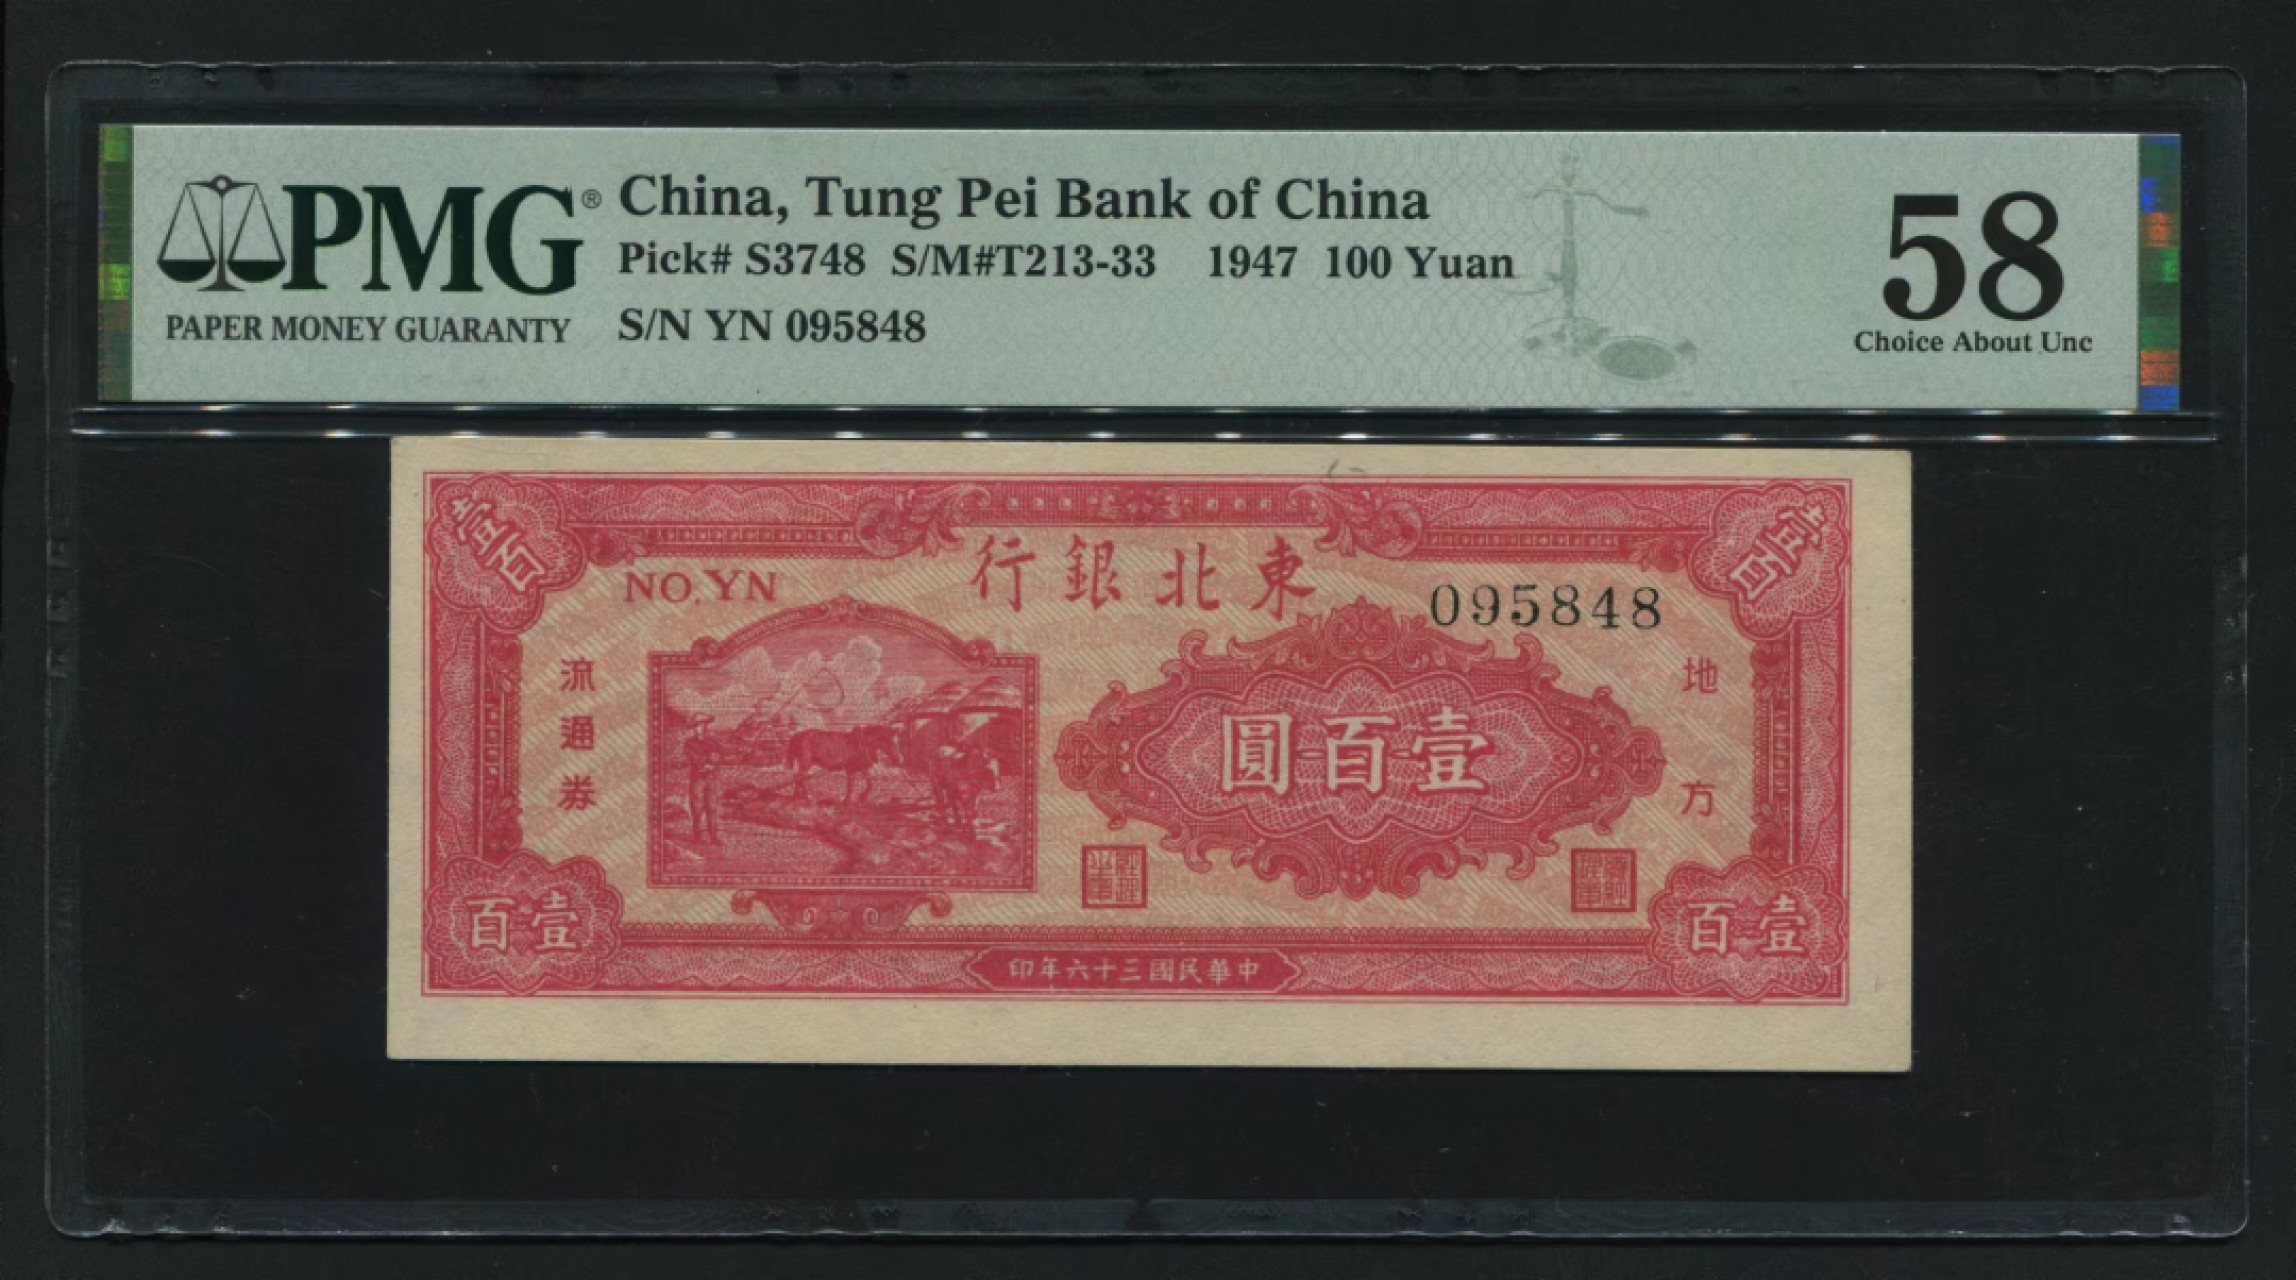 PMG®
PAPER MONEY GUARANTY
China, Tung Pei Bank of China
Pick# S3748 S/M#T213-33 1947 100 Yuan
S/N YN 095848
58
Choice About Unc
壹百
壹百
東北銀行
NO. YN
095848
地方
流通券
壹百圓
壹百
壹百
中華民國三十六年印